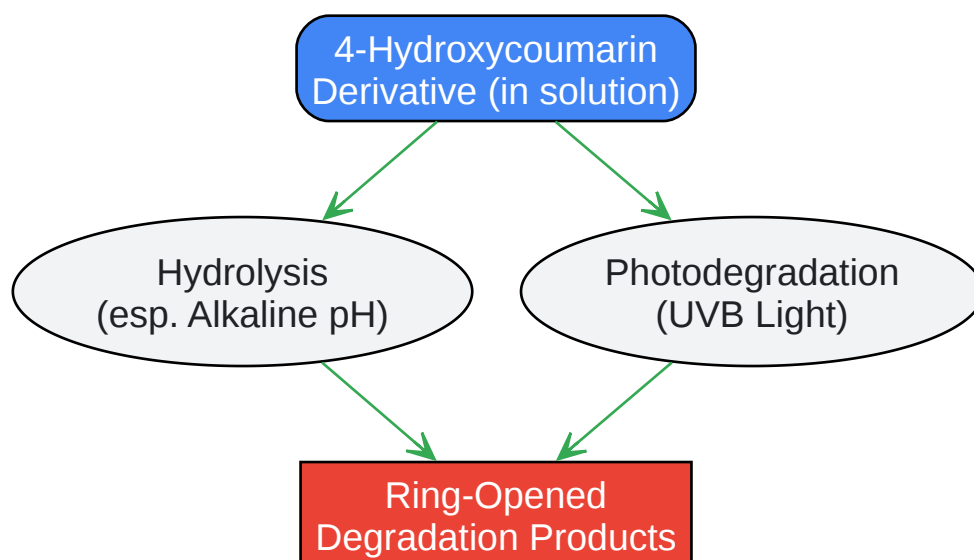 4-Hydroxycoumarin
Derivative (in solution)
Hydrolysis
(esp. Alkaline pH)
Photodegradation
(UVB Light)
Ring-Opened
Degradation Products